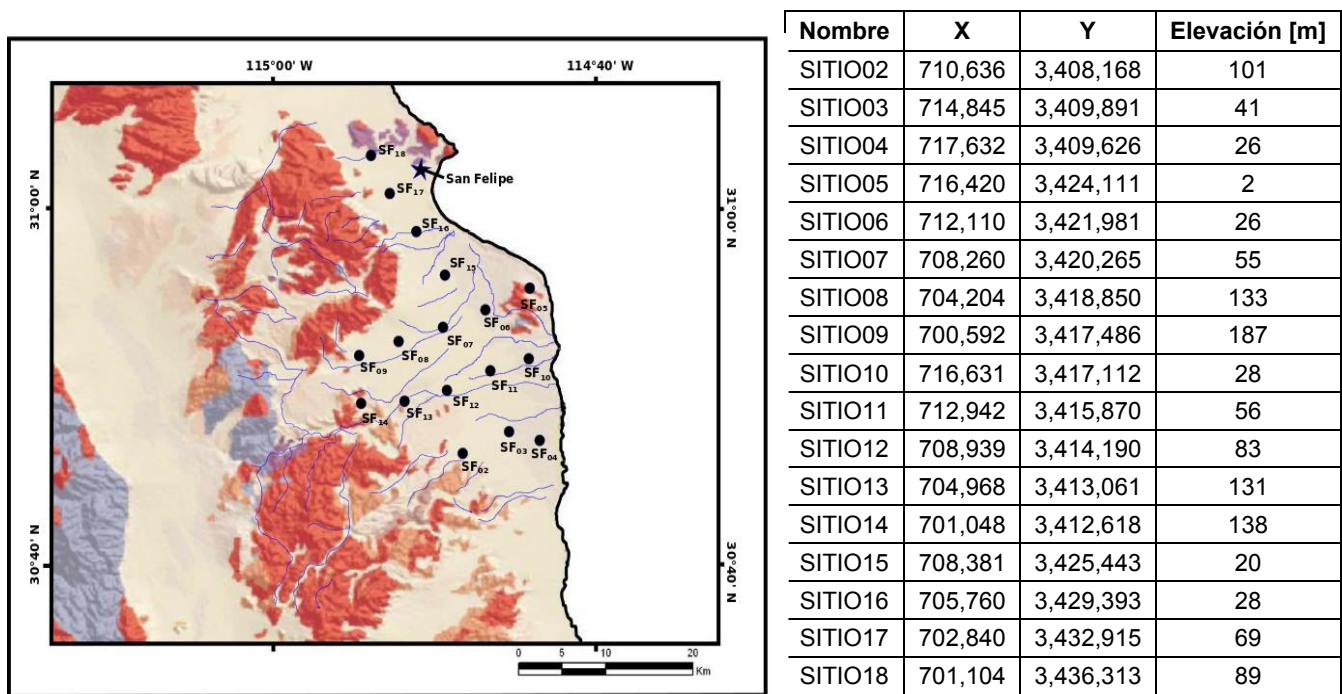 115°00' W
114°40' W
SF18
San Felipe
SF17
31°00' N
31°00' N
SF16
SF15
SF05
SF06
SF07
SF08
SF09
SF10
SF11
SF12
SF13
SF14
SF03
SF04
SF02
30°40' N
30°40' N
0 5 10 20
Km
Nombre X Y Elevación [m]
SITIO02 710,636 3,408,168 101
SITIO03 714,845 3,409,891 41
SITIO04 717,632 3,409,626 26
SITIO05 716,420 3,424,111 2
SITIO06 712,110 3,421,981 26
SITIO07 708,260 3,420,265 55
SITIO08 704,204 3,418,850 133
SITIO09 700,592 3,417,486 187
SITIO10 716,631 3,417,112 28
SITIO11 712,942 3,415,870 56
SITIO12 708,939 3,414,190 83
SITIO13 704,968 3,413,061 131
SITIO14 701,048 3,412,618 138
SITIO15 708,381 3,425,443 20
SITIO16 705,760 3,429,393 28
SITIO17 702,840 3,432,915 69
SITIO18 701,104 3,436,313 89